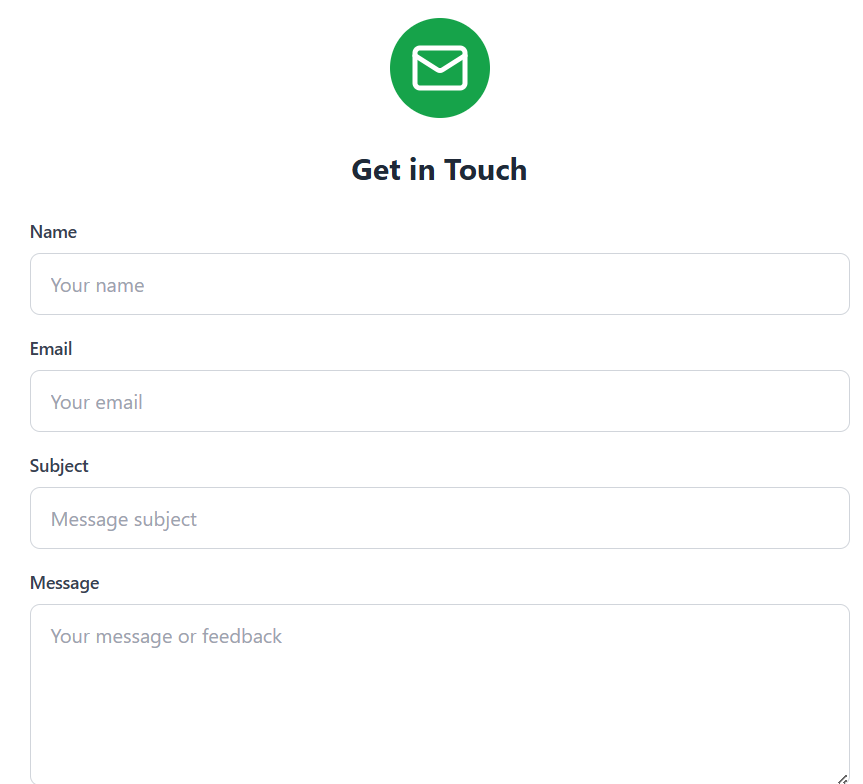 Get in Touch
Name
Your name
Email
Your email
Subject
Message subject
Message
Your message or feedback